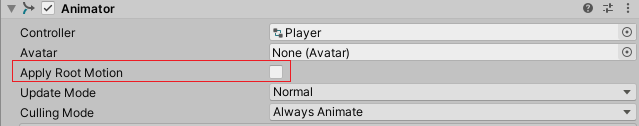 Animator
Controller Player
Avatar None (Avatar)
Apply Root Motion
Update Mode Normal
Culling Mode Always Animate